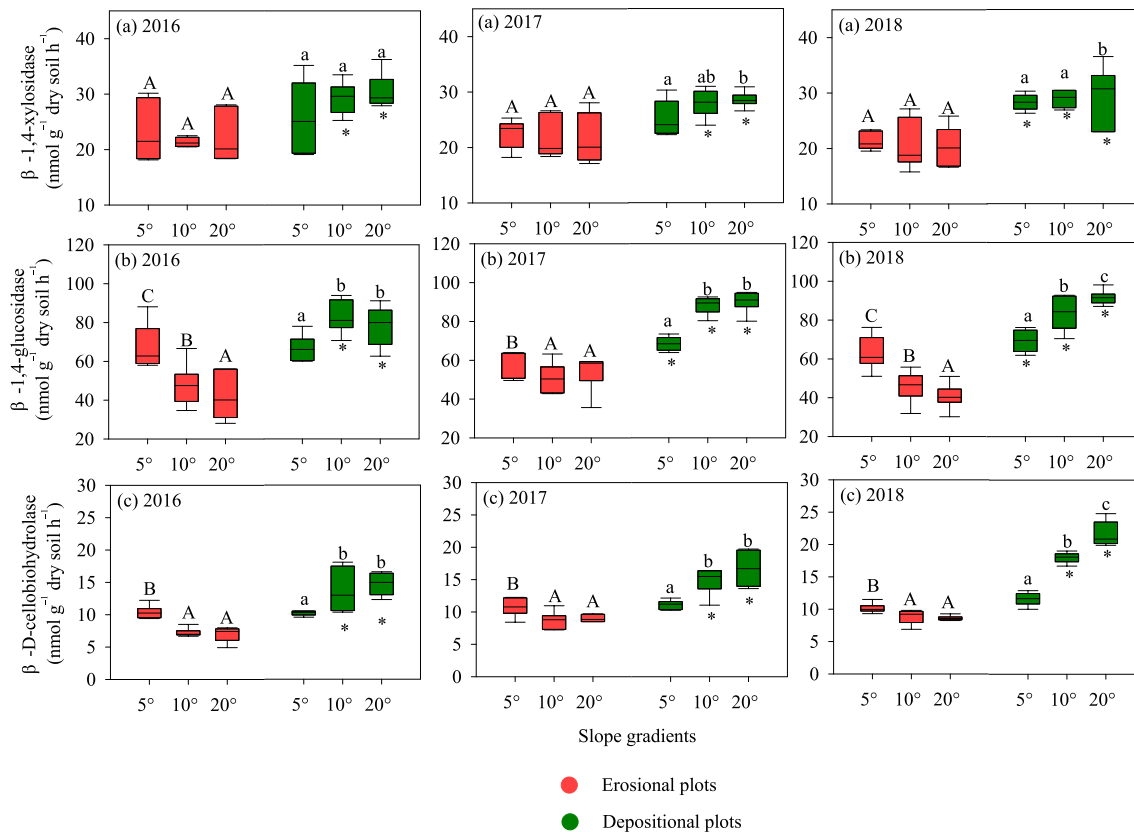 (a) 2016
(a) 2017
(a) 2018
β -1,4-xylosidase
(nmol g⁻¹ dry soil h⁻¹)
40
30
20
10
A
A
A
a
a
a
*
*
5° 10° 20° 5° 10° 20°
40
30
20
10
A
A
A
a
ab
b
*
*
5° 10° 20° 5° 10° 20°
40
30
20
10
A
A
A
a
a
b
*
*
*
5° 10° 20° 5° 10° 20°
(b) 2016
(b) 2017
(b) 2018
β -1,4-glucosidase
(nmol g⁻¹ dry soil h⁻¹)
120
100
80
60
40
20
C
B
A
a
b
b
*
*
5° 10° 20° 5° 10° 20°
120
100
80
60
40
20
B
A
A
a
b
b
*
*
*
5° 10° 20° 5° 10° 20°
120
100
80
60
40
20
C
B
A
a
b
c
*
*
*
5° 10° 20° 5° 10° 20°
(c) 2016
(c) 2017
(c) 2018
β -D-cellobiohydrolase
(nmol g⁻¹ dry soil h⁻¹)
30
25
20
15
10
5
0
B
A
A
a
b
b
*
*
5° 10° 20° 5° 10° 20°
30
25
20
15
10
5
0
B
A
A
a
b
b
*
*
5° 10° 20° 5° 10° 20°
30
25
20
15
10
5
0
B
A
A
a
b
c
*
*
5° 10° 20° 5° 10° 20°
Slope gradients
Erosional plots
Depositional plots